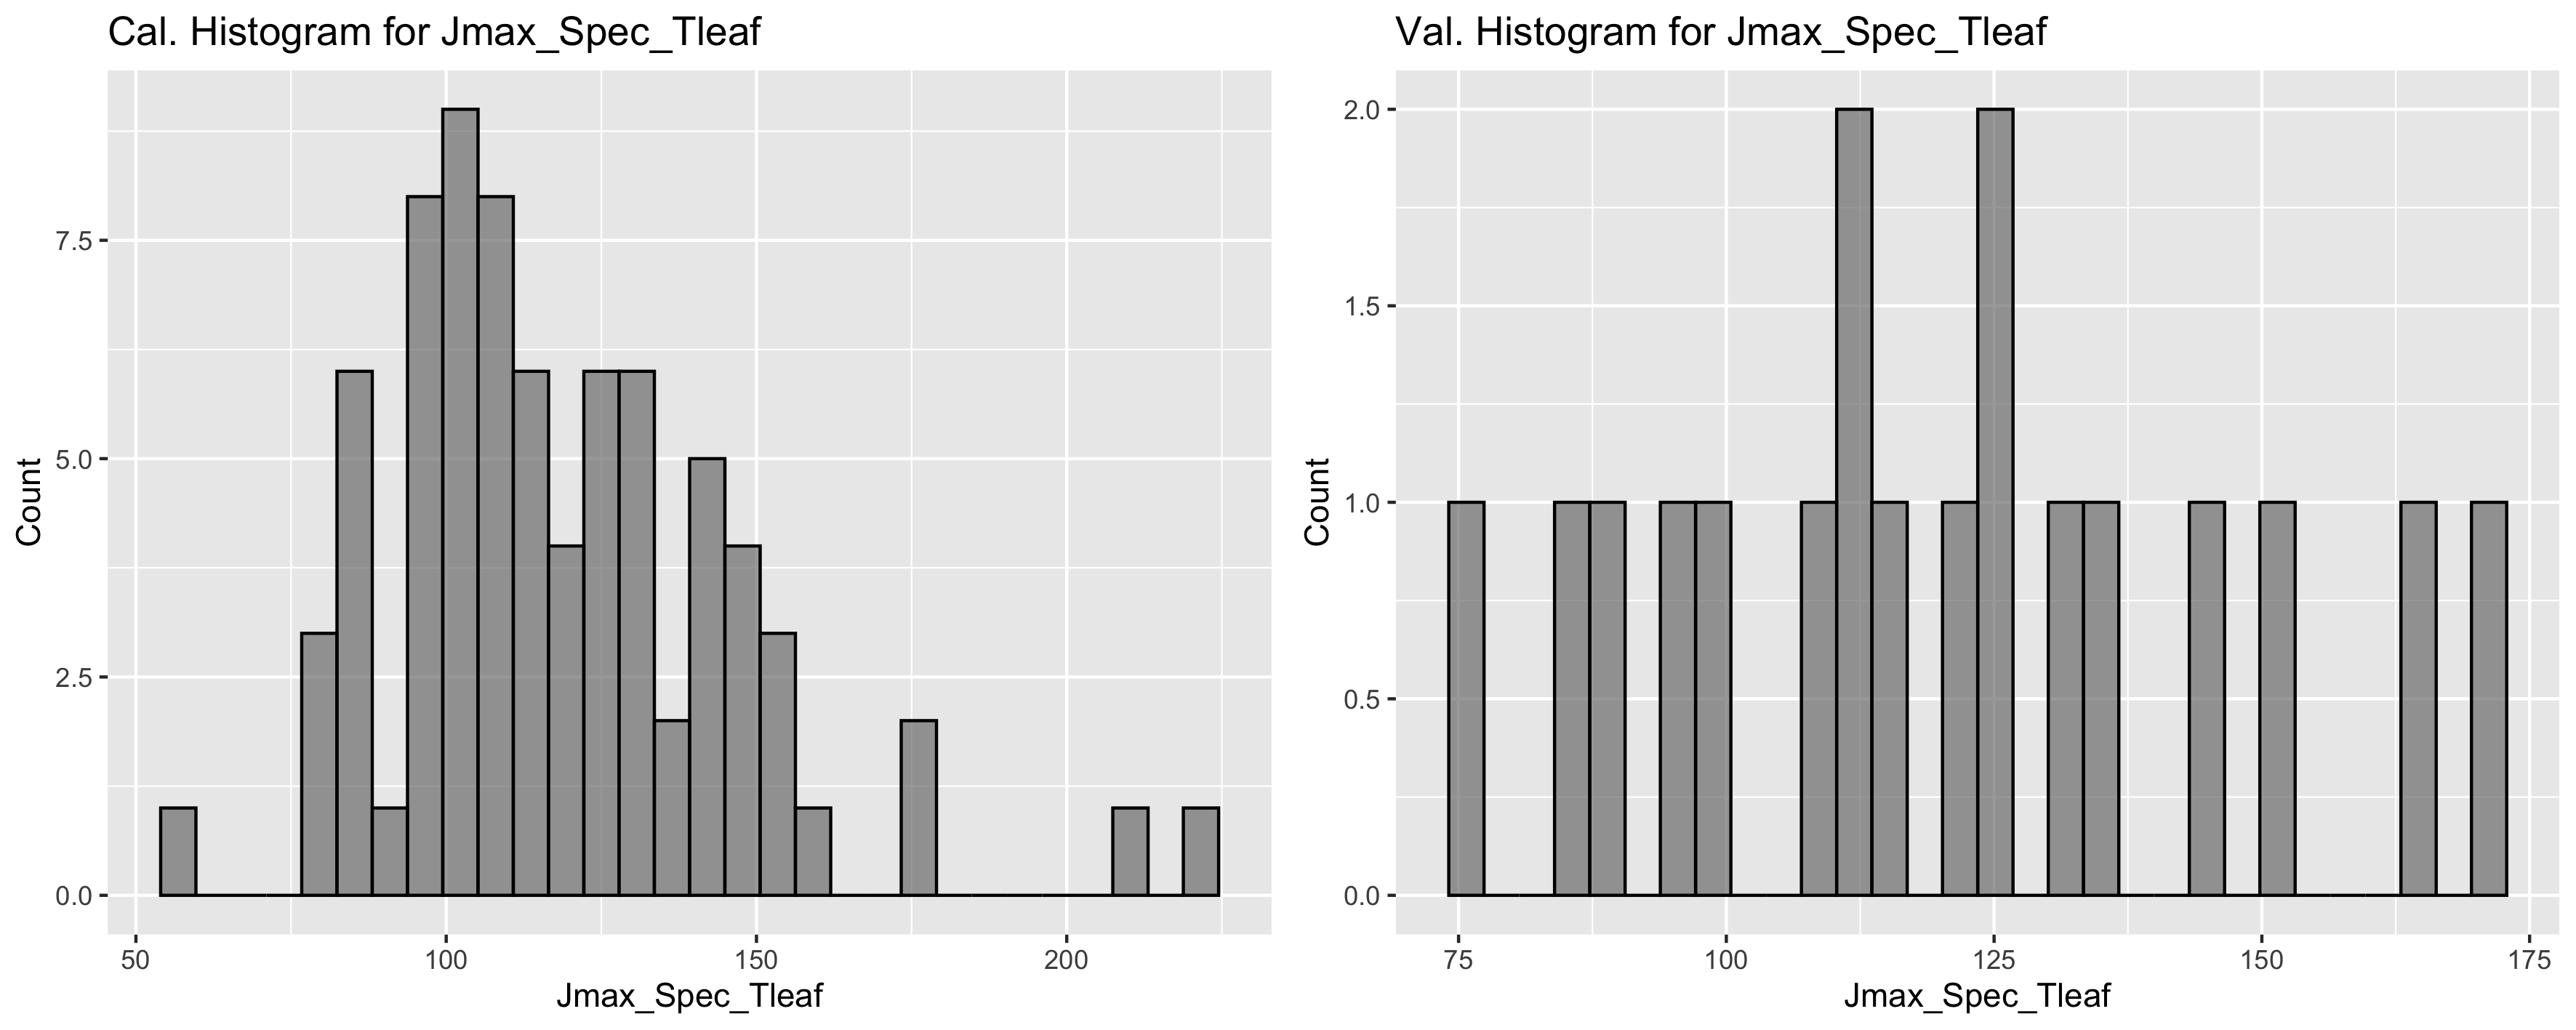 Cal. Histogram for Jmax_Spec_Tleaf
Count
7.5
5.0
2.5
0.0
50 100 150 200
Jmax_Spec_Tleaf
Val. Histogram for Jmax_Spec_Tleaf
Count
2.0
1.5
1.0
0.5
0.0
75 100 125 150 175
Jmax_Spec_Tleaf